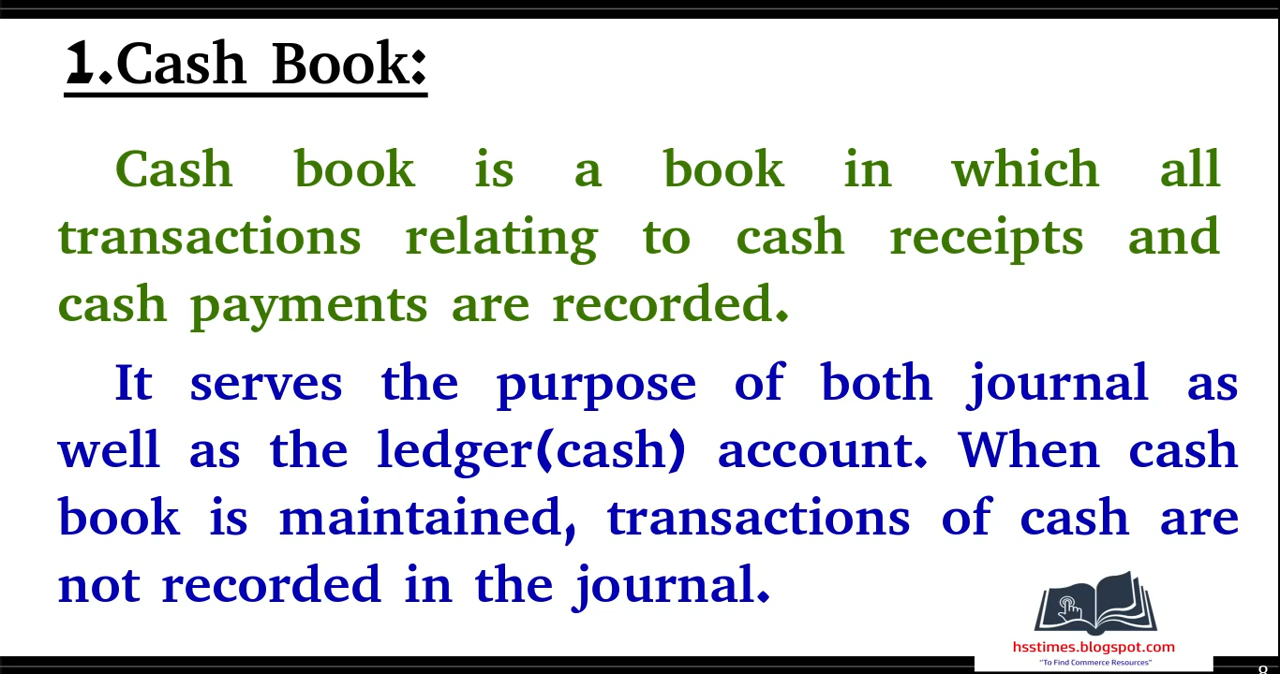 1.Cash Book:
Cash book is a book in which all
transactions relating to cash receipts and
cash payments are recorded.
It serves the purpose of both journal as
well as the ledger(cash) account. When cash
book is maintained, transactions of cash are
not recorded in the journal.
hsstimes.blogspot.com
"To Find Commerce Resources"
8